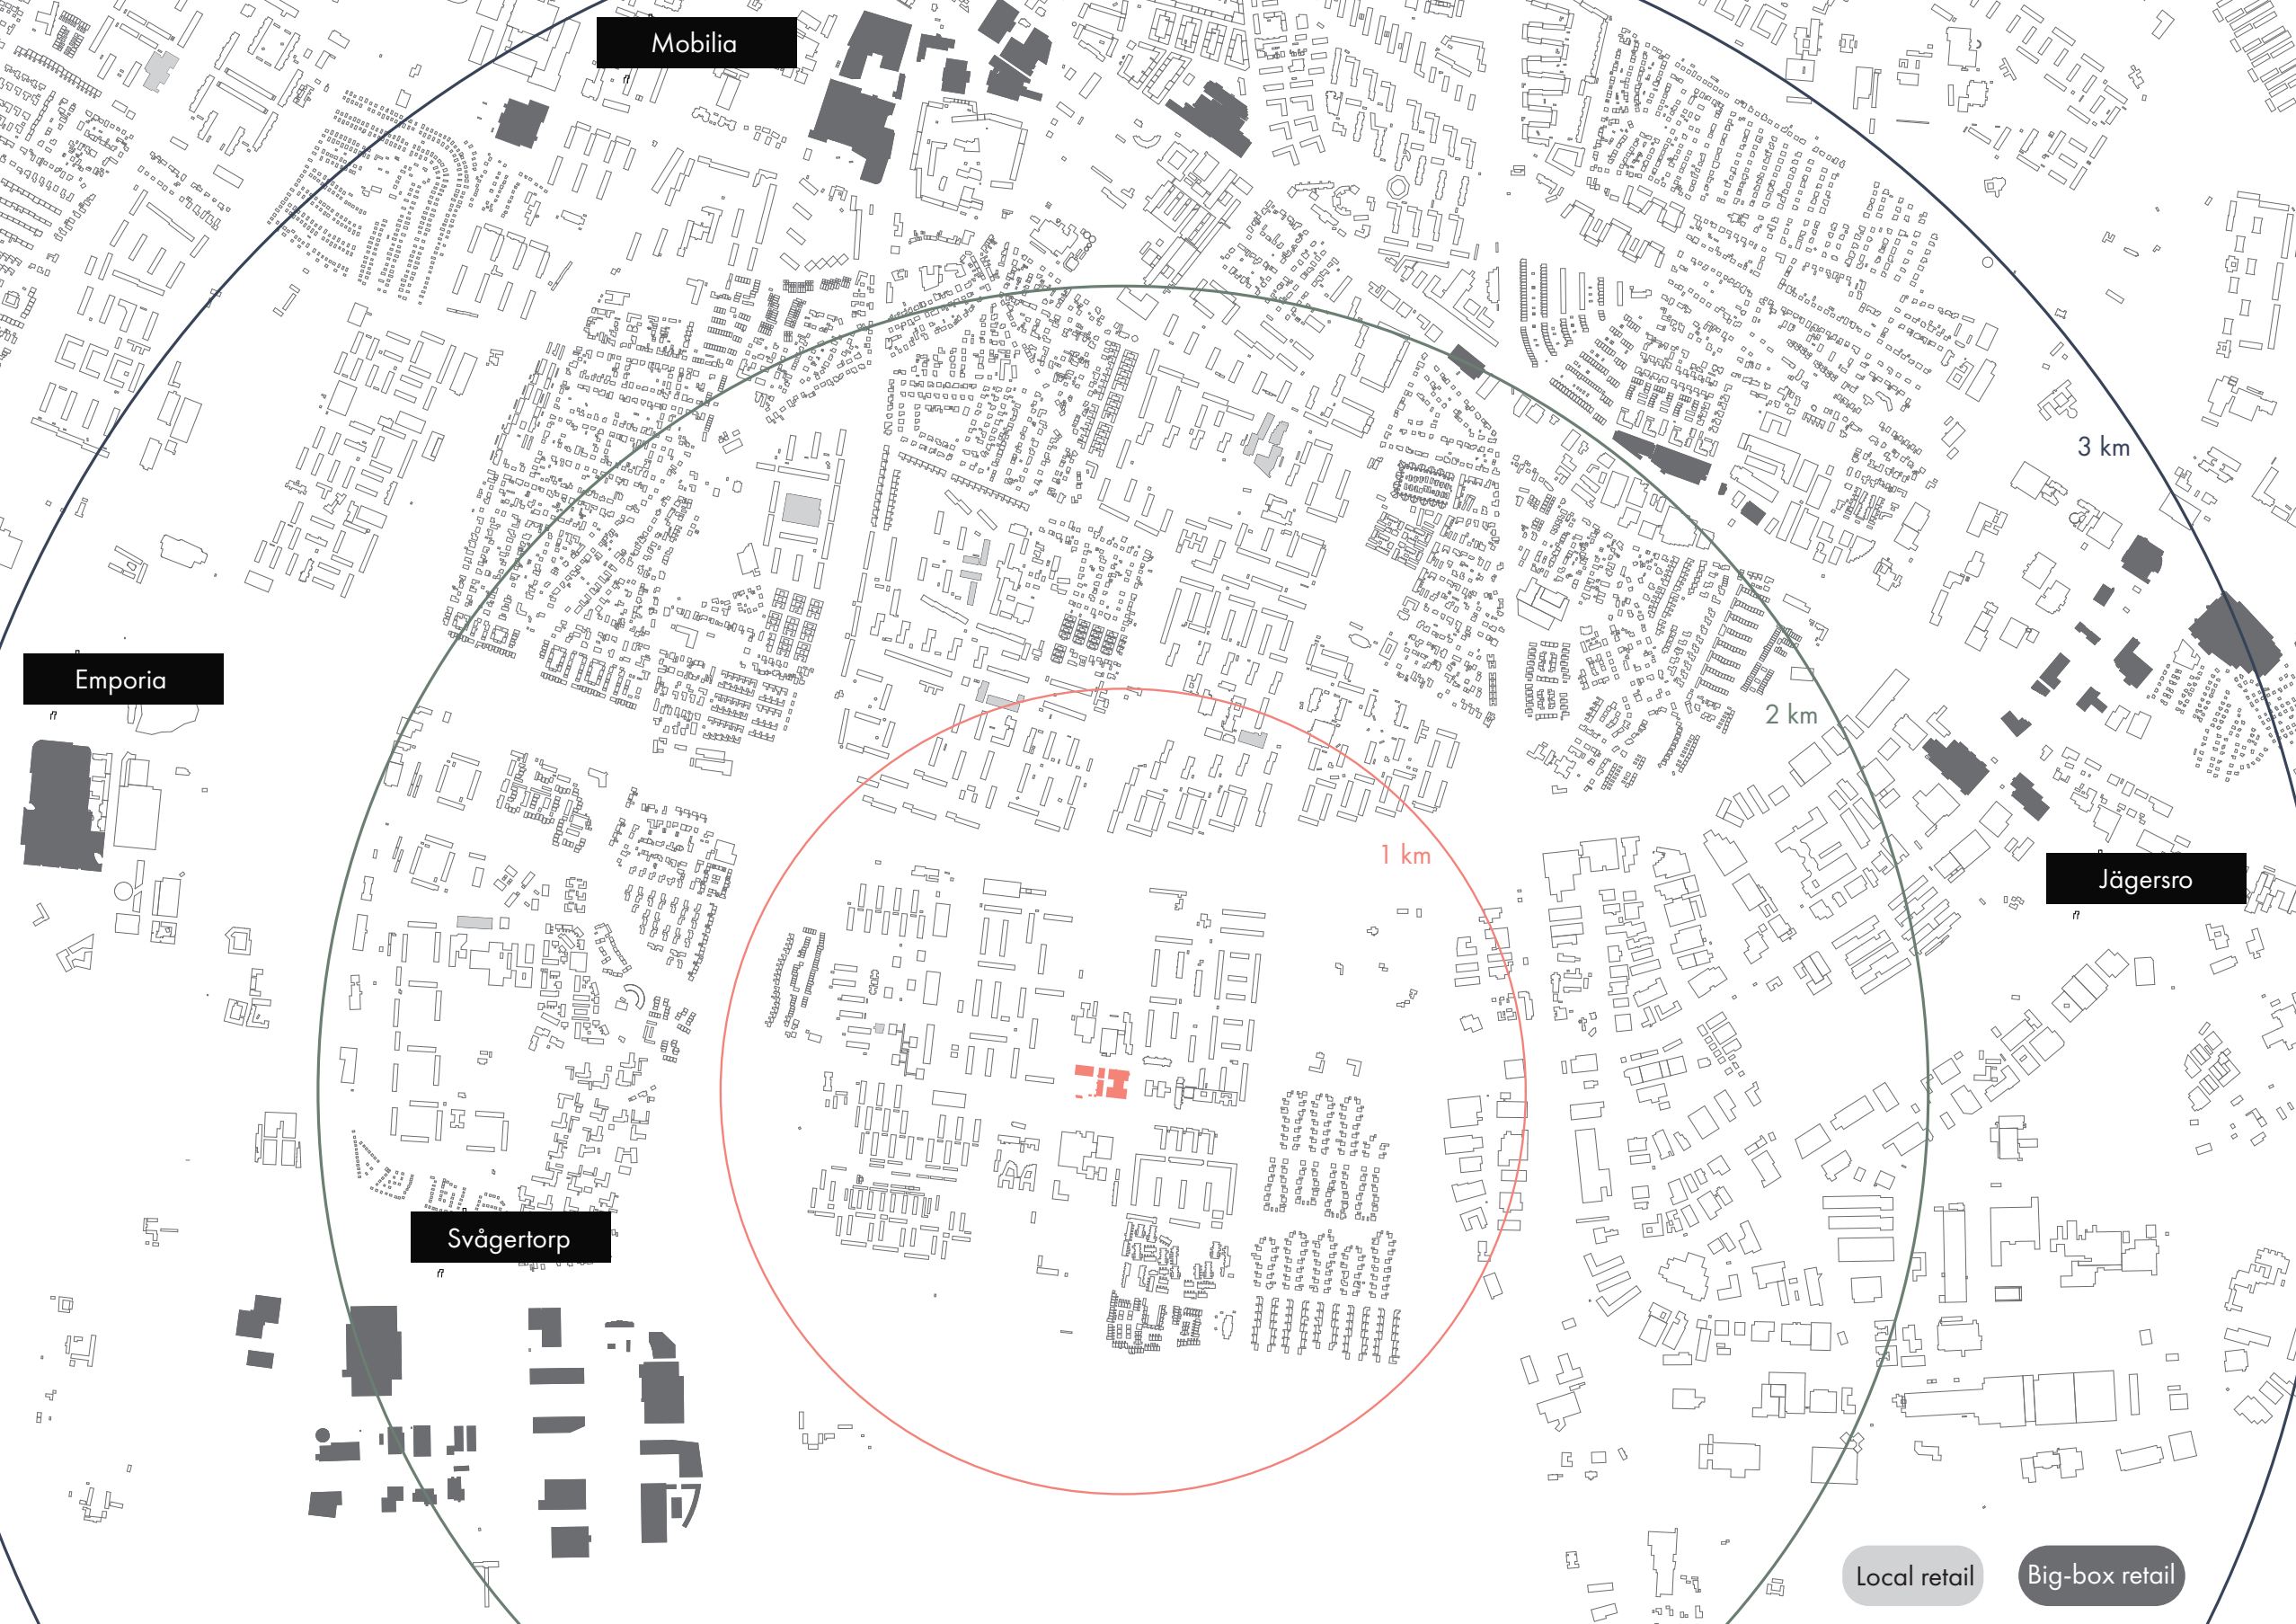 Mobilia
3 km
Emporia
2 km
1 km
Jägersro
Svågertorp
Local retail
Big-box retail